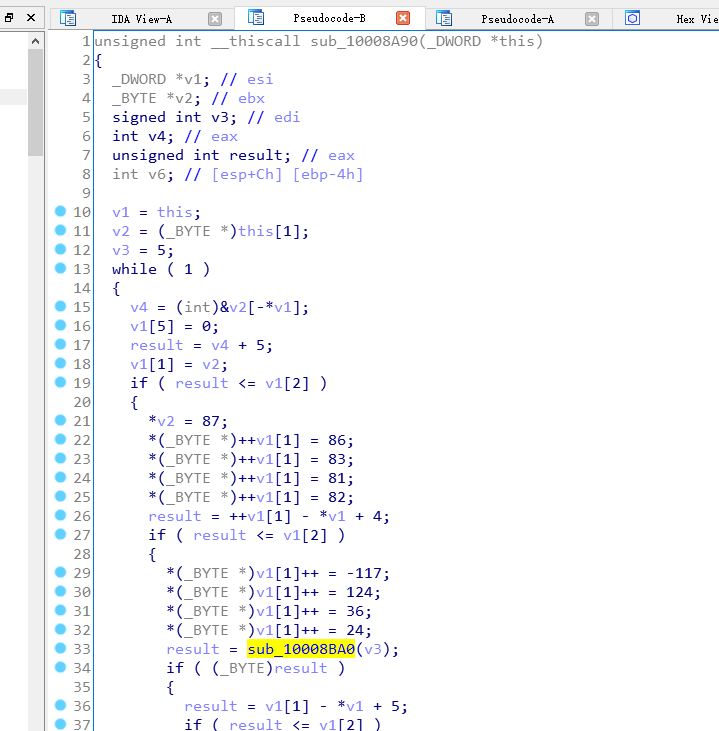 IDA View-A
Pseudocode-B
Pseudocode-A
Hex Vie
1 unsigned int __thiscall sub_10008A90(_DWORD *this)
2 {
3 _DWORD *v1; // esi
4 _BYTE *v2; // ebx
5 signed int v3; // edi
6 int v4; // eax
7 unsigned int result; // eax
8 int v6; // [esp+Ch] [ebp-4h]
9
10 v1 = this;
11 v2 = (_BYTE *)this[1];
12 v3 = 5;
13 while ( 1 )
14 {
15 v4 = (int)&v2[-*v1];
16 v1[5] = 0;
17 result = v4 + 5;
18 v1[1] = v2;
19 if ( result <= v1[2] )
20 {
21 *v2 = 87;
22 *(_BYTE *)++v1[1] = 86;
23 *(_BYTE *)++v1[1] = 83;
24 *(_BYTE *)++v1[1] = 81;
25 *(_BYTE *)++v1[1] = 82;
26 result = ++v1[1] - *v1 + 4;
27 if ( result <= v1[2] )
28 {
29 *(_BYTE *)v1[1]++ = -117;
30 *(_BYTE *)v1[1]++ = 124;
31 *(_BYTE *)v1[1]++ = 36;
32 *(_BYTE *)v1[1]++ = 24;
33 result = sub_10008BA0(v3);
34 if ( (_BYTE)result )
35 {
36 result = v1[1] - *v1 + 5;
37 if ( result <= v1[2] )